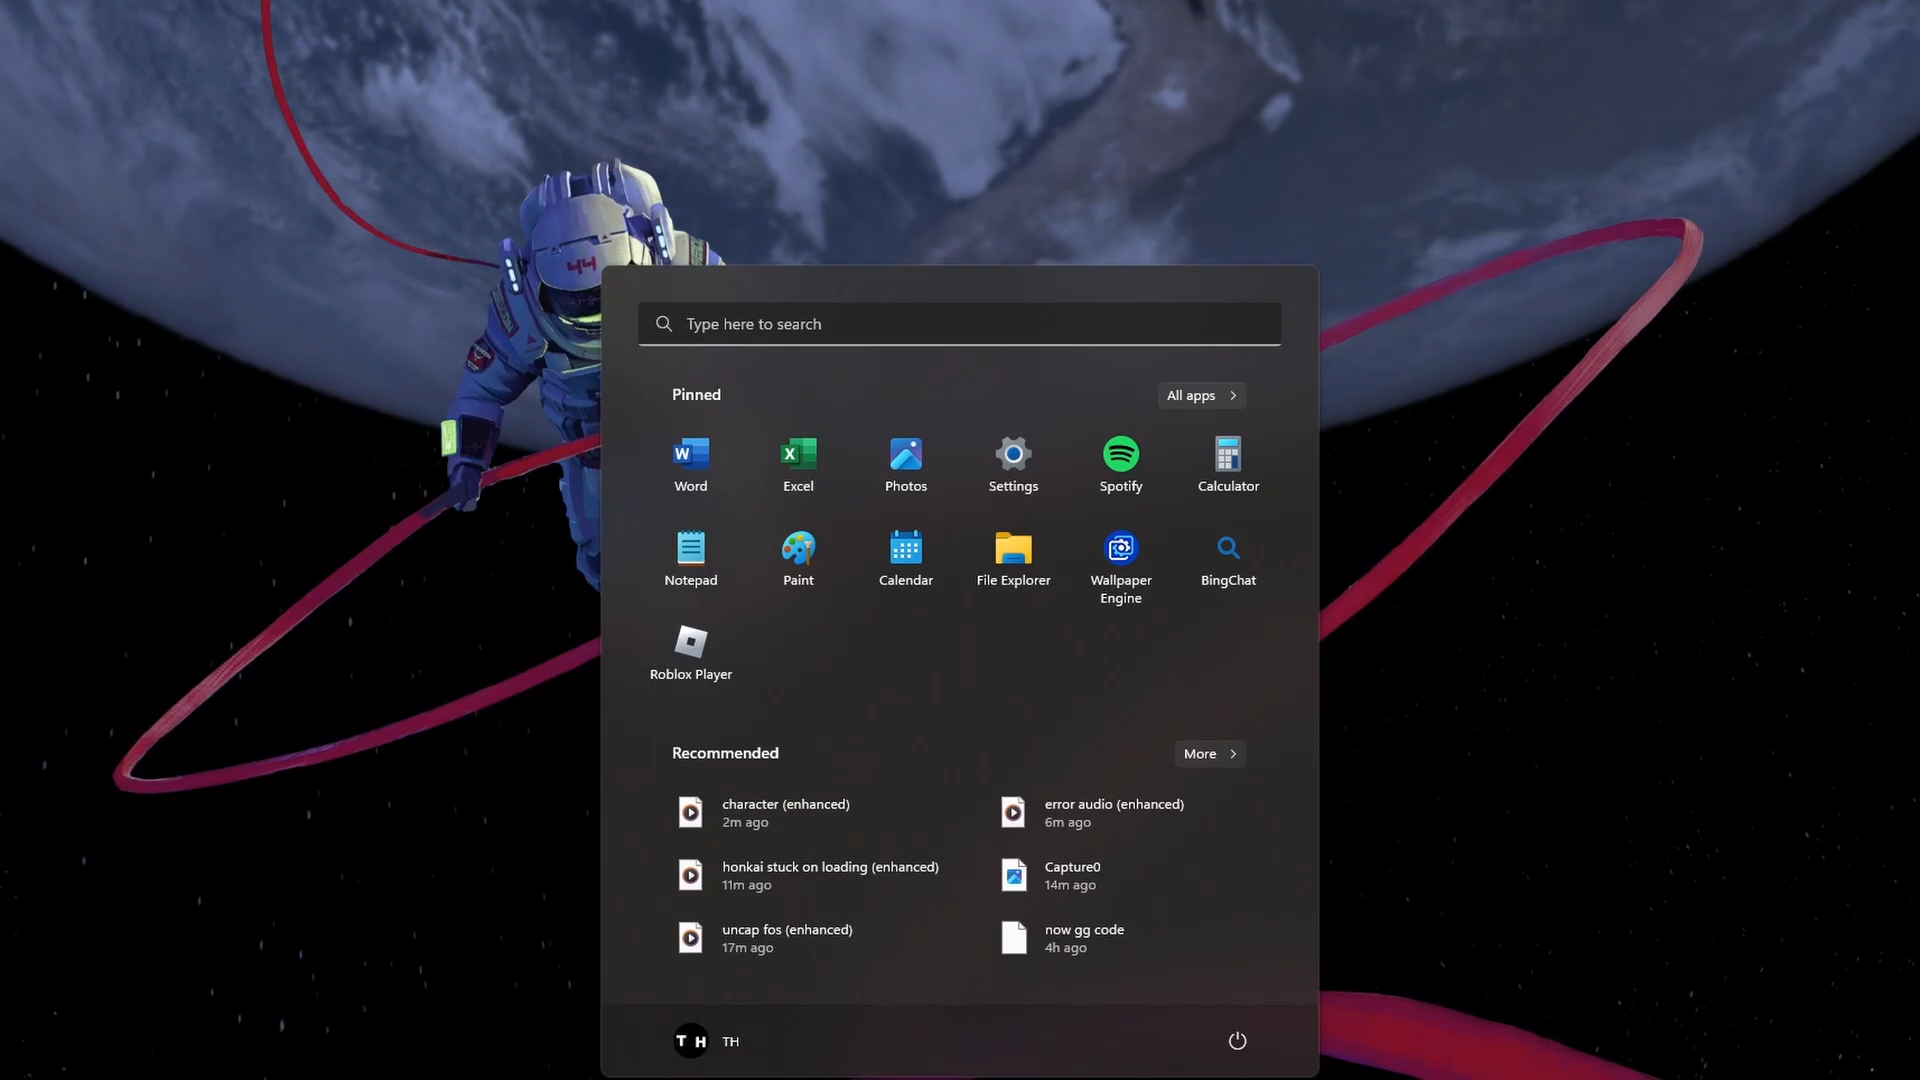 44
Type here to search
Pinned
All apps
Word
Excel
Photos
Settings
Spotify
Calculator
Notepad
Paint
Calendar
File Explorer
Wallpaper
Engine
BingChat
Roblox Player
Recommended
More
character (enhanced)
2m ago
error audio (enhanced)
6m ago
honkai stuck on loading (enhanced)
11m ago
Capture0
14m ago
uncap fos (enhanced)
17m ago
now gg code
4h ago
T H
TH